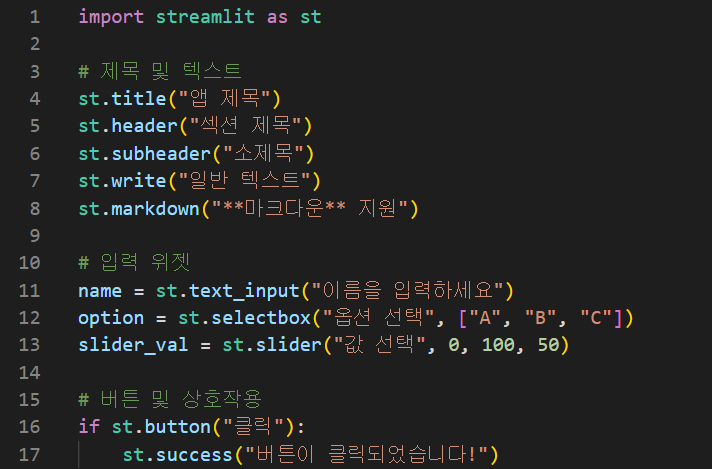 1 import streamlit as st
2
3 # 제목 및 텍스트
4 st.title("앱 제목")
5 st.header("섹션 제목")
6 st.subheader("소제목")
7 st.write("일반 텍스트")
8 st.markdown("**마크다운** 지원")
9
10 # 입력 위젯
11 name = st.text_input("이름을 입력하세요")
12 option = st.selectbox("옵션 선택", ["A", "B", "C"])
13 slider_val = st.slider("값 선택", 0, 100, 50)
14
15 # 버튼 및 상호작용
16 if st.button("클릭"):
17     st.success("버튼이 클릭되었습니다!")